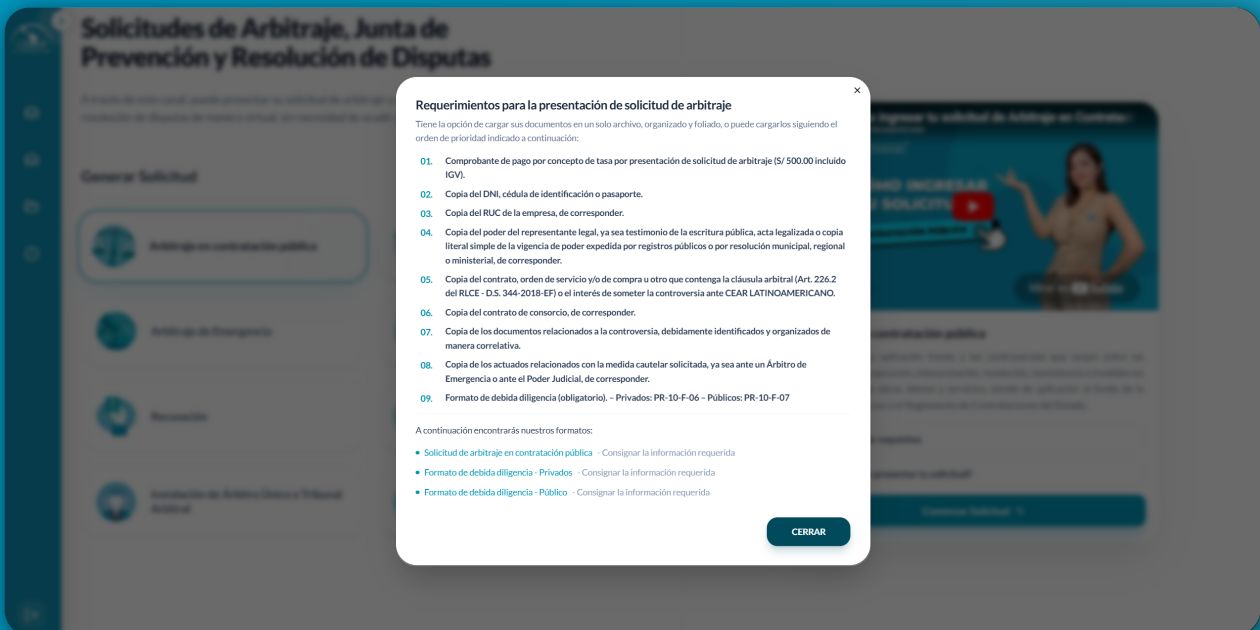 Solicitudes de Arbitraje, Junta de
Prevención y Resolución de Disputas
Generar Solicitud
Arbitraje en contratación pública
Arbitraje de Emergencia
Recusación
Instalación de Árbitro Único o Tribunal
Arbitral
Requerimientos para la presentación de solicitud de arbitraje
Tiene la opción de cargar sus documentos en un solo archivo, organizado y foliado, o puede cargarlos siguiendo el
orden de prioridad indicado a continuación:
01. Comprobante de pago por concepto de tasa por presentación de solicitud de arbitraje (S/ 500.00 incluido
IGV).
02. Copia del DNI, cédula de identificación o pasaporte.
03. Copia del RUC de la empresa, de corresponder.
04. Copia del poder del representante legal, ya sea testimonio de la escritura pública, acta legalizada o copia
literal simple de la vigencia de poder expedida por registros públicos o por resolución municipal, regional
o ministerial, de corresponder.
05. Copia del contrato, orden de servicio y/o de compra u otro que contenga la cláusula arbitral (Art. 226.2
del RLCE - D.S. 344-2018-EF) o el interés de someter la controversia ante CEAR LATINOAMERICANO.
06. Copia del contrato de consorcio, de corresponder.
07. Copia de los documentos relacionados a la controversia, debidamente identificados y organizados de
manera correlativa.
08. Copia de los actuados relacionados con la medida cautelar solicitada, ya sea ante un Árbitro de
Emergencia o ante el Poder Judicial, de corresponder.
09. Formato de debida diligencia (obligatorio). – Privados: PR-10-F-06 – Públicos: PR-10-F-07
A continuación encontrarás nuestros formatos:
Solicitud de arbitraje en contratación pública - Consignar la información requerida
Formato de debida diligencia - Privados - Consignar la información requerida
Formato de debida diligencia - Público - Consignar la información requerida
CERRAR
ingresar tu solicitud de Arbitraje en
INGRESAR
SOLICITU
contratación pública
Comenzar Solicitud